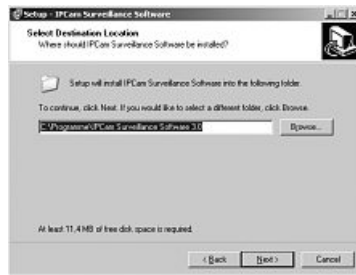 Setup - IPCam Surveillance Software
Select Destination Location
Where should IPCam Surveillance Software be installed?
Setup will install IPCam Surveillance Software into the following folder.
To continue, click Next. If you would like to select a different folder, click Browse.
C:\Programme\IPCam Surveillance Software 3.0
Browse...
At least 11,4 MB of free disk space is required.
< Back
Next >
Cancel